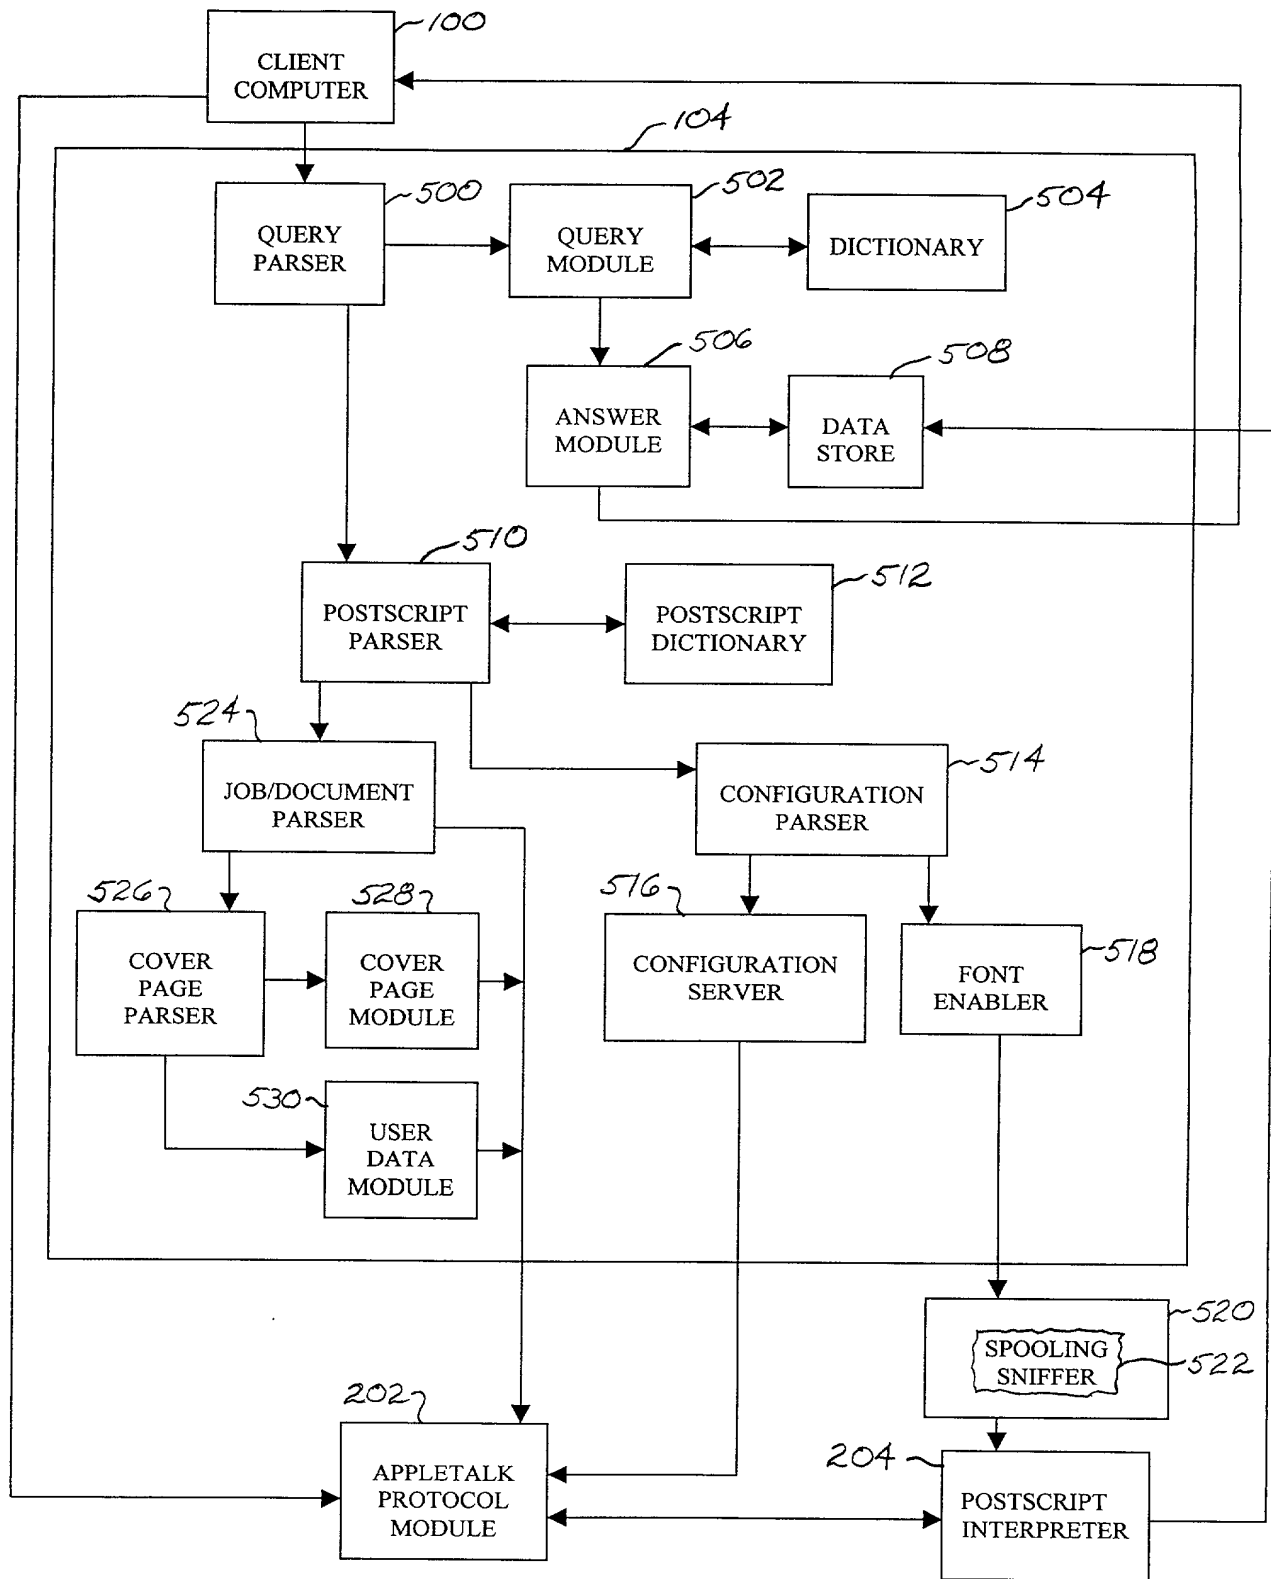 100
CLIENT
COMPUTER
104
500
QUERY
PARSER
502
QUERY
MODULE
504
DICTIONARY
506
ANSWER
MODULE
508
DATA
STORE
510
POSTSCRIPT
PARSER
512
POSTSCRIPT
DICTIONARY
524
JOB/DOCUMENT
PARSER
514
CONFIGURATION
PARSER
526
COVER
PAGE
PARSER
528
COVER
PAGE
MODULE
516
CONFIGURATION
SERVER
518
FONT
ENABLER
530
USER
DATA
MODULE
520
SPOOLING
SNIFFER
522
202
APPLETALK
PROTOCOL
MODULE
204
POSTSCRIPT
INTERPRETER